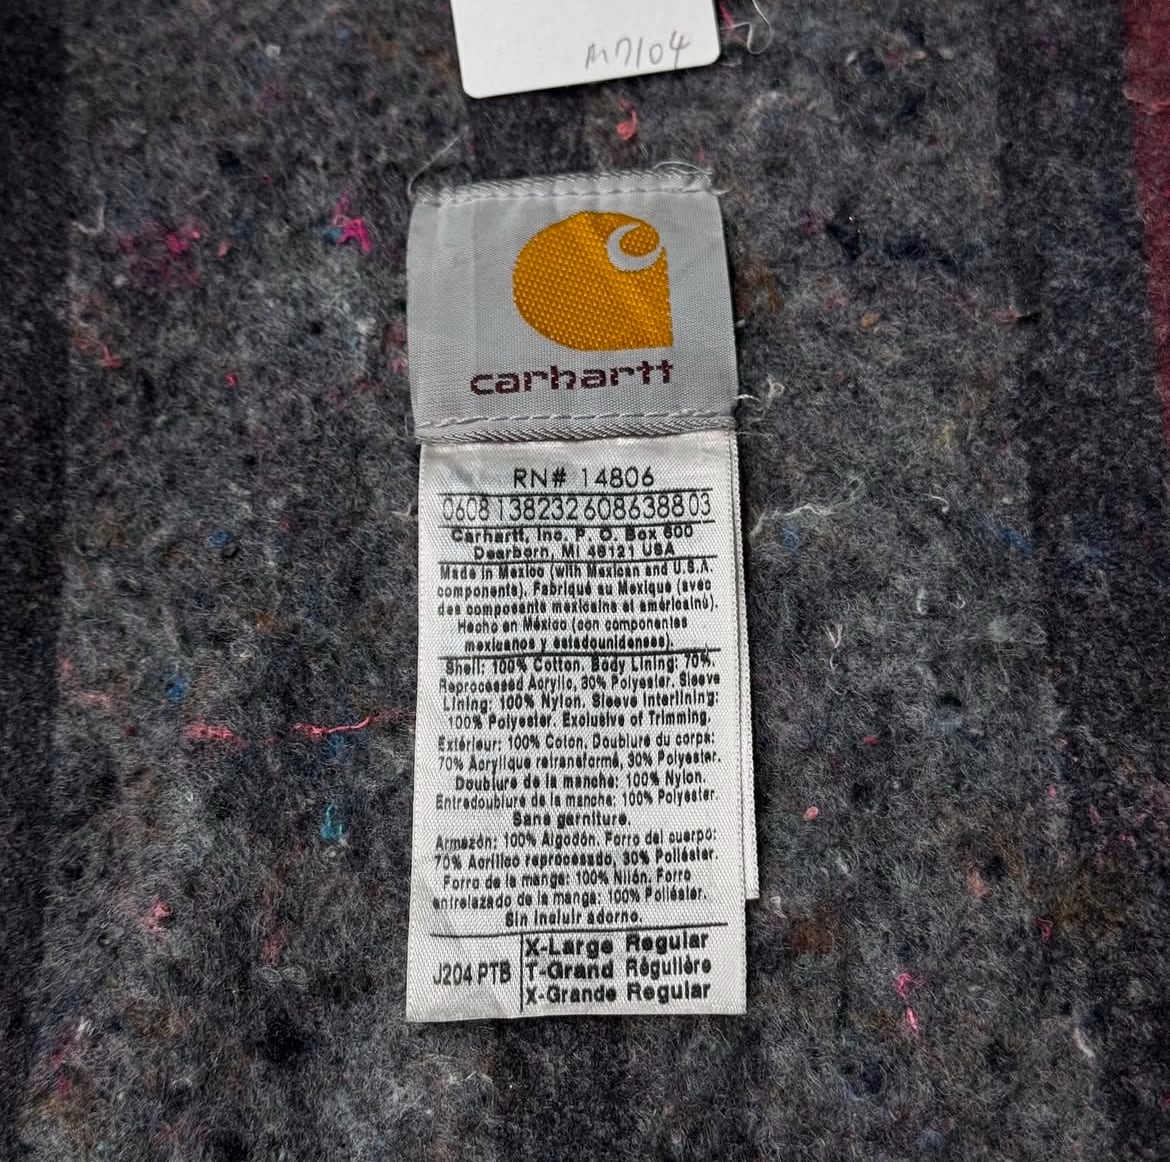 M7104
carhartt
RN# 14806
0608 138232 6086388 03
Carhartt, Inc. P. O. Box 600
Dearborn, MI 48121 USA
Made in Mexico (with Mexican and U.S.A.
components). Fabriqué au Mexique (avec
des composants mexicains et américains).
Hecho en México (con componentes
mexicanos y estadounidenses).
Shell: 100% Cotton. Body Lining: 70%.
Reprocessed Acrylic, 30% Polyester. Sleeve
Lining: 100% Nylon. Sleeve Interlining:
100% Polyester. Exclusive of Trimming.
Extérieur: 100% Coton. Doublure du corps:
70% Acrylique retransformé, 30% Polyester.
Doublure de la manche: 100% Nylon.
Entredoublure de la manche: 100% Polyester.
Sans garniture.
Armazón: 100% Algodón. Forro del cuerpo:
70% Acrílico reprocesado, 30% Poliéster.
Forro de la manga: 100% Nilón. Forro
entrelazado de la manga: 100% Poliéster.
Sin incluir adorno.
J204 PTB
X-Large Regular
T-Grand Régulière
X-Grande Regular